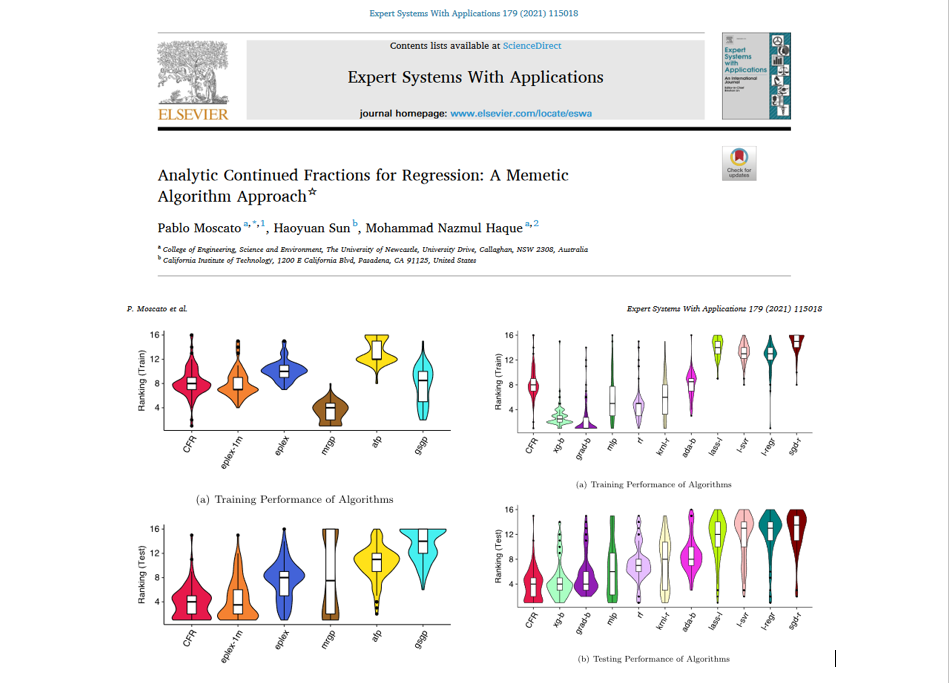 Expert Systems With Applications 179 (2021) 115018
Contents lists available at ScienceDirect
Expert Systems With Applications
journal homepage: www.elsevier.com/locate/eswa
ELSEVIER
Expert
Systems
with
Applications
An International
Journal
Check for
updates
Analytic Continued Fractions for Regression: A Memetic
Algorithm Approach☆
Pablo Moscato a,*,1, Haoyuan Sun b, Mohammad Nazmul Haque a,2
a College of Engineering, Science and Environment, The University of Newcastle, University Drive, Callaghan, NSW 2308, Australia
b California Institute of Technology, 1200 E California Blvd, Pasadena, CA 91125, United States
P. Moscato et al.
Expert Systems With Applications 179 (2021) 115018
Ranking (Train)
16
12
8
4
CFR
eplex-1m
eplex
mrgp
afp
gsgp
(a) Training Performance of Algorithms
Ranking (Test)
16
12
8
4
CFR
eplex-1m
eplex
mrgp
afp
gsgp
Ranking (Train)
16
12
8
4
CFR
xg-b
grad-b
mlp
rf
krnl-r
ada-b
lass-l
l-svr
l-regr
sgd-r
(a) Training Performance of Algorithms
Ranking (Test)
16
12
8
4
CFR
xg-b
grad-b
mlp
rf
krnl-r
ada-b
lass-l
l-svr
l-regr
sgd-r
(b) Testing Performance of Algorithms